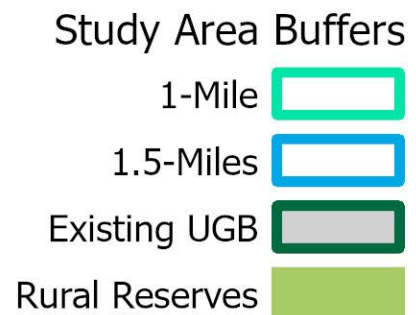 Study Area Buffers
1-Mile
1.5-Miles
Existing UGB
Rural Reserves